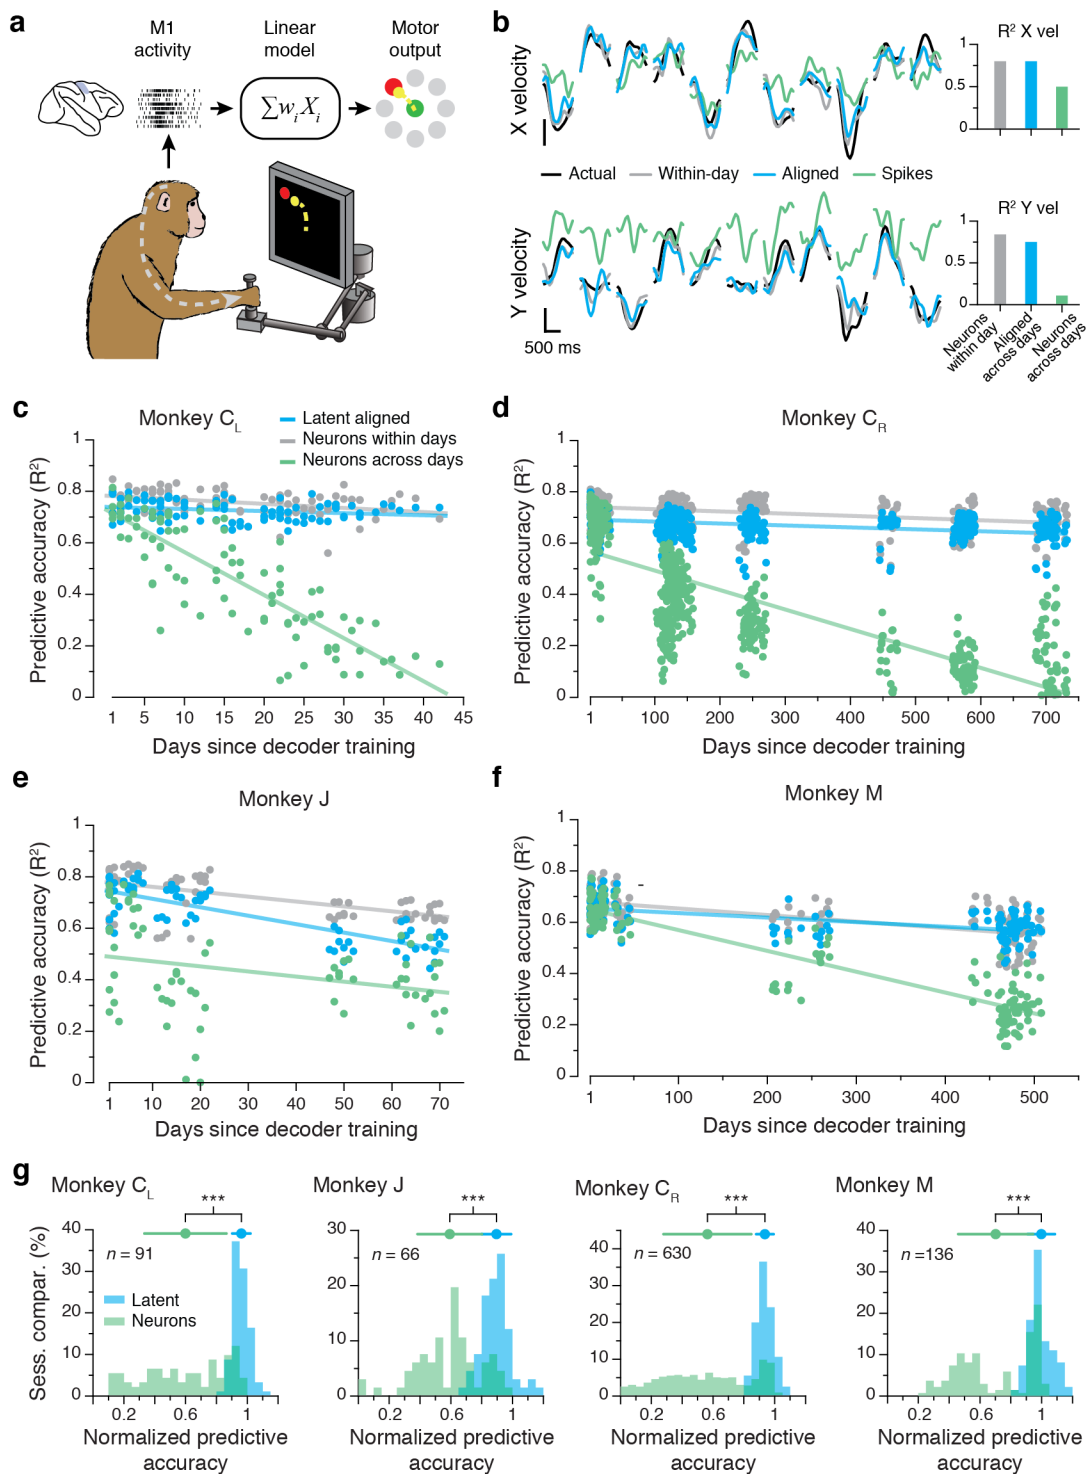 a
M1 activity
Linear model
Motor output
∑wᵢXᵢ
b
X velocity
R² X vel
1
0.5
0
Actual
Within-day
Aligned
Spikes
Y velocity
500 ms
R² Y vel
1
0.5
0
Neurons within day
Aligned across days
Neurons across days
c
Monkey C_L
Latent aligned
Neurons within days
Neurons across days
Predictive accuracy (R²)
1
0.8
0.6
0.4
0.2
0
1 5 10 15 20 25 30 35 40 45
Days since decoder training
d
Monkey C_R
Predictive accuracy (R²)
1
0.8
0.6
0.4
0.2
0
1 100 200 300 400 500 600 700
Days since decoder training
e
Monkey J
Predictive accuracy (R²)
1
0.8
0.6
0.4
0.2
0
1 10 20 30 40 50 60 70
Days since decoder training
f
Monkey M
Predictive accuracy (R²)
1
0.8
0.6
0.4
0.2
0
1 100 200 300 400 500
Days since decoder training
g
Monkey C_L
***
n = 91
Sess. compar. (%)
40
30
20
10
0
Latent
Neurons
0.2 0.6 1
Normalized predictive accuracy
Monkey J
***
n = 66
30
20
10
0
0.2 0.6 1
Normalized predictive accuracy
Monkey C_R
***
n = 630
40
30
20
10
0
0.2 0.6 1
Normalized predictive accuracy
Monkey M
***
n =136
40
30
20
10
0
0.2 0.6 1
Normalized predictive accuracy